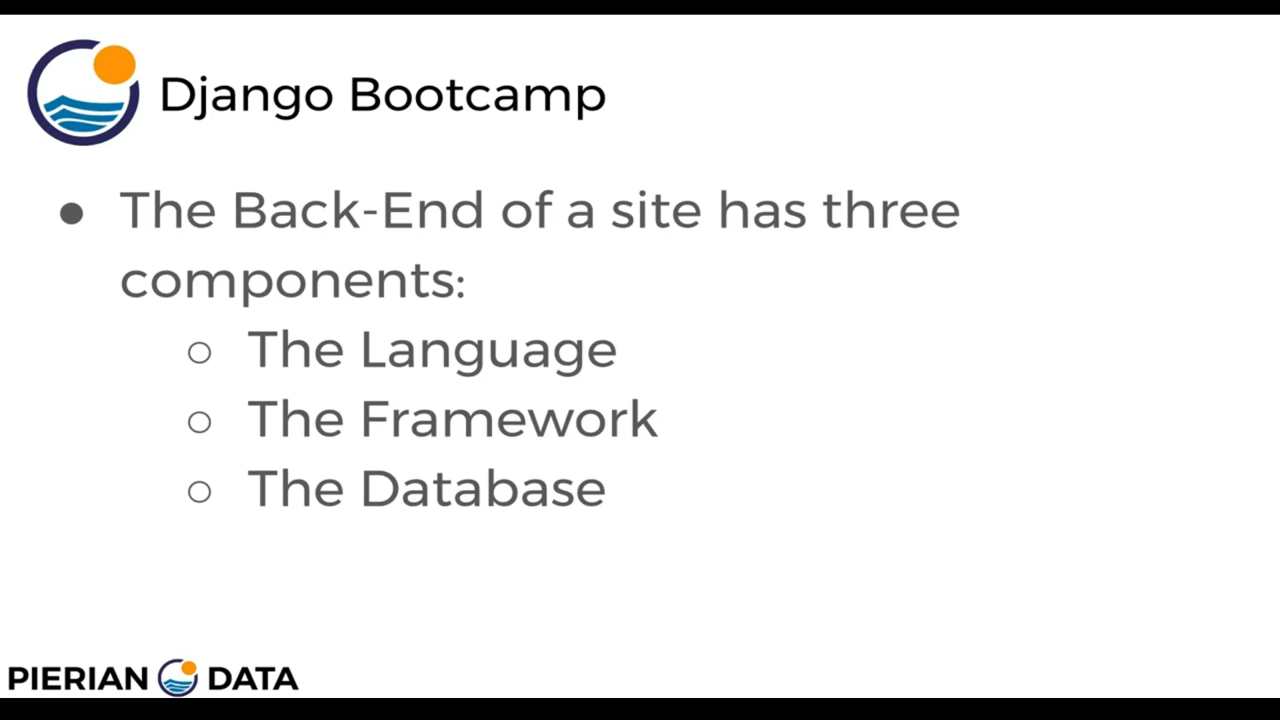 Django Bootcamp
● The Back-End of a site has three
components:
○ The Language
○ The Framework
○ The Database
PIERIAN DATA